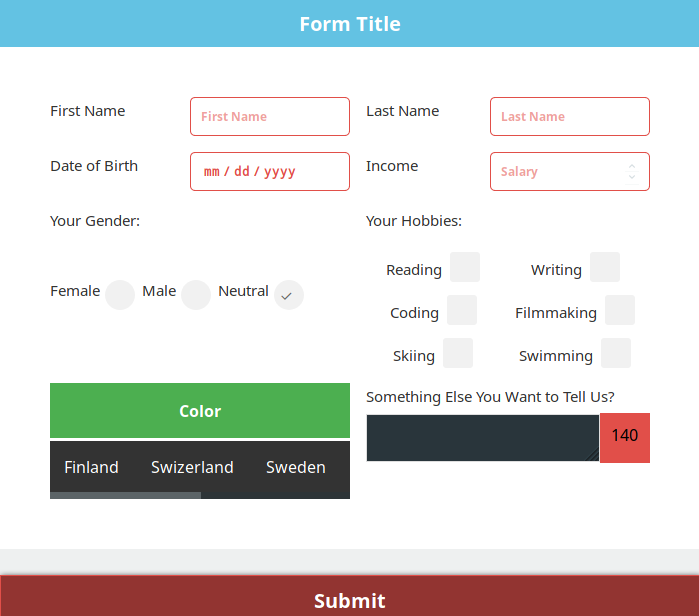 Form Title
First Name First Name Last Name Last Name
Date of Birth mm / dd / yyyy Income Salary
Your Gender: Your Hobbies:
Reading Writing
Female Male Neutral
Coding Filmmaking
Skiing Swimming
Color Something Else You Want to Tell Us?
140
Finland Swizerland Sweden
Submit